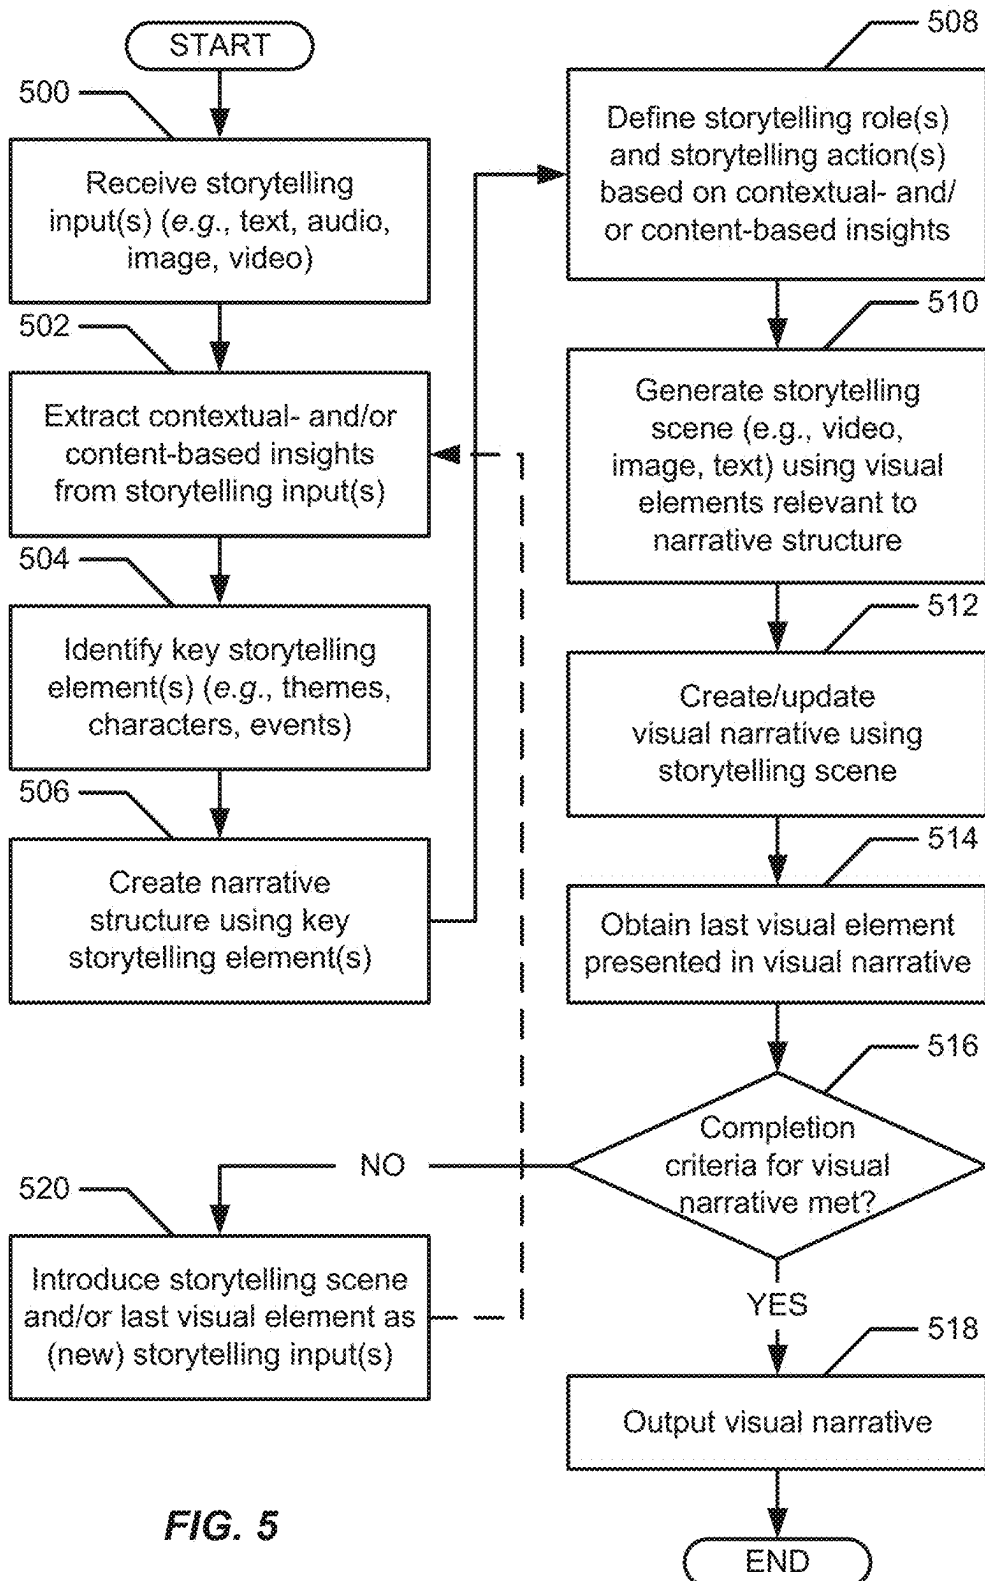 START
500
Receive storytelling
input(s) (e.g., text, audio,
image, video)
502
Extract contextual- and/or
content-based insights
from storytelling input(s)
504
Identify key storytelling
element(s) (e.g., themes,
characters, events)
506
Create narrative
structure using key
storytelling element(s)
508
Define storytelling role(s)
and storytelling action(s)
based on contextual- and/
or content-based insights
510
Generate storytelling
scene (e.g., video,
image, text) using visual
elements relevant to
narrative structure
512
Create/update
visual narrative using
storytelling scene
514
Obtain last visual element
presented in visual narrative
516
Completion
criteria for visual
narrative met?
NO
520
Introduce storytelling scene
and/or last visual element as
(new) storytelling input(s)
YES
518
Output visual narrative
END
FIG. 5